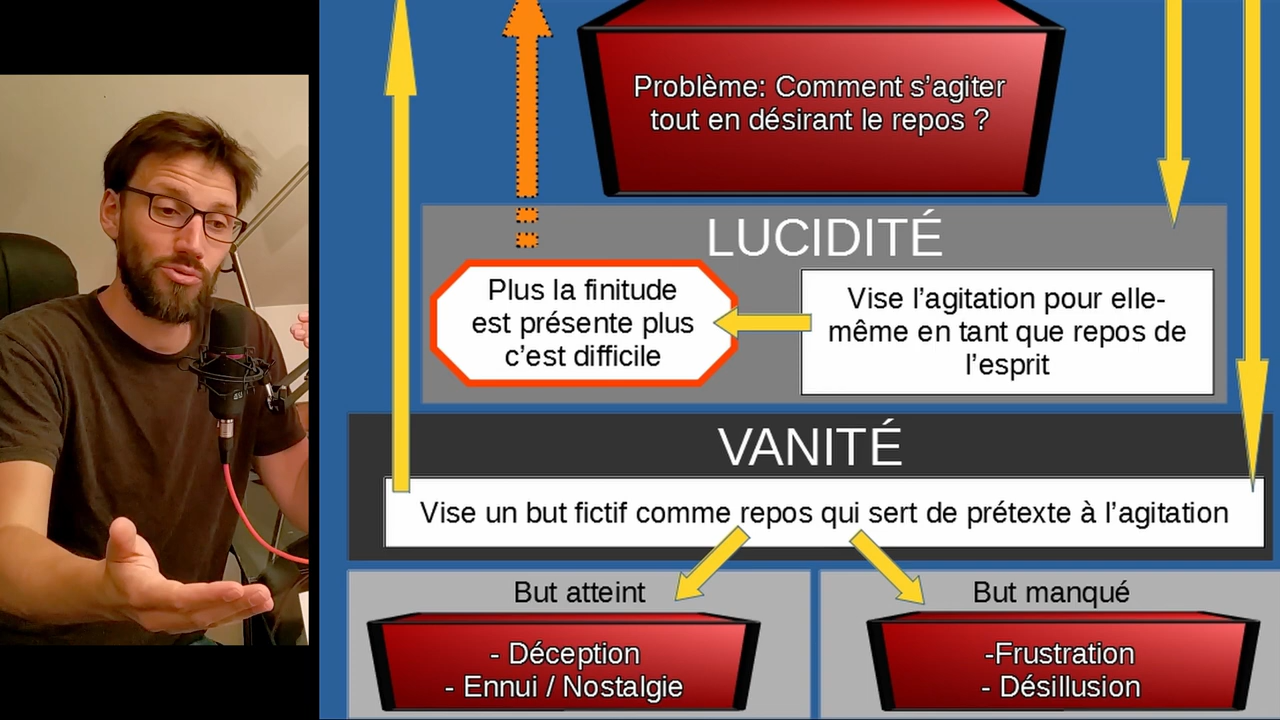 Problème: Comment s'agiter
tout en désirant le repos ?
LUCIDITÉ
Plus la finitude
est présente plus
c'est difficile
Vise l'agitation pour elle-
même en tant que repos de
l'esprit
VANITÉ
Vise un but fictif comme repos qui sert de prétexte à l'agitation
But atteint
- Déception
- Ennui / Nostalgie
But manqué
-Frustration
- Désillusion